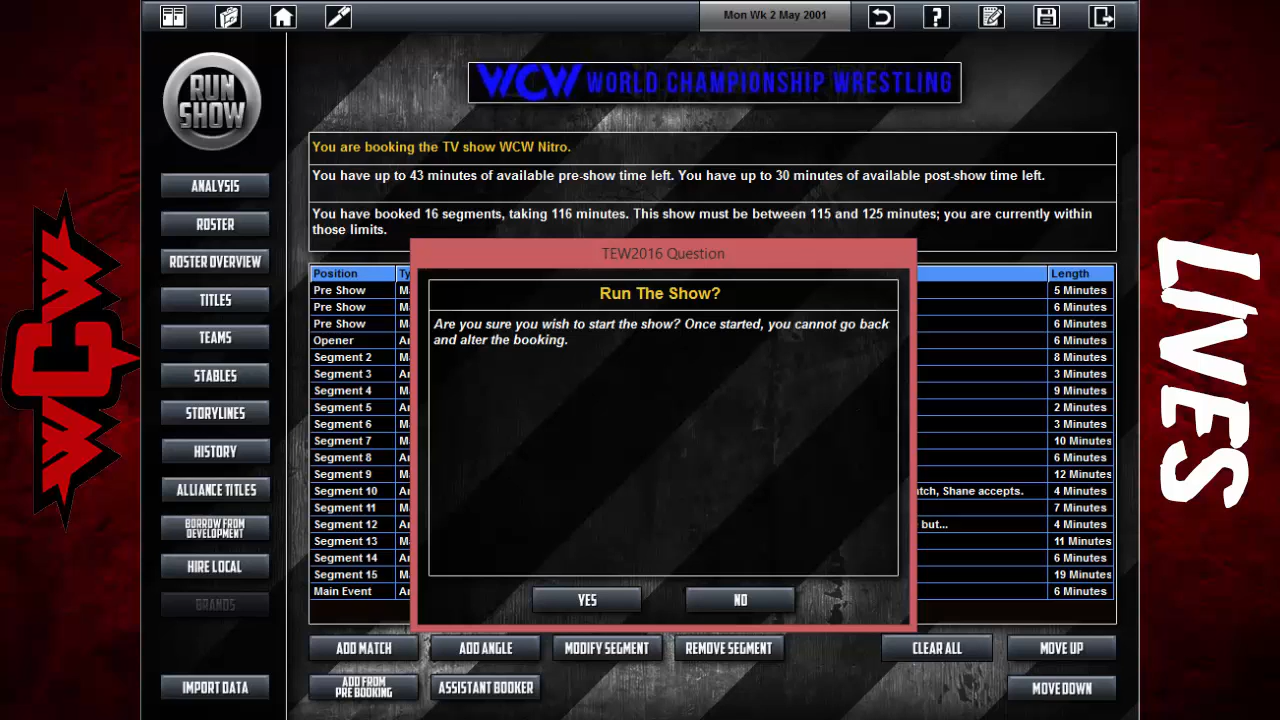 Mon Wk 2 May 2001
RUN
SHOW
WCW WORLD CHAMPIONSHIP WRESTLING
You are booking the TV show WCW Nitro.
You have up to 43 minutes of available pre-show time left. You have up to 30 minutes of available post-show time left.
You have booked 16 segments, taking 116 minutes. This show must be between 115 and 125 minutes; you are currently within
those limits.
ANALYSIS
ROSTER
ROSTER OVERVIEW
TITLES
TEAMS
STABLES
STORYLINES
HISTORY
ALLIANCE TITLES
BORROW FROM
DEVELOPMENT
HIRE LOCAL
BRANDS
IMPORT DATA
WCW
LIVES
TEW2016 Question
Run The Show?
Are you sure you wish to start the show? Once started, you cannot go back
and alter the booking.
YES NO
Position Length
Pre Show 5 Minutes
Pre Show 6 Minutes
Pre Show 6 Minutes
Opener 6 Minutes
Segment 2 8 Minutes
Segment 3 3 Minutes
Segment 4 9 Minutes
Segment 5 2 Minutes
Segment 6 3 Minutes
Segment 7 10 Minutes
Segment 8 6 Minutes
Segment 9 12 Minutes
Segment 10 Shane accepts. 4 Minutes
Segment 11 7 Minutes
Segment 12 but... 4 Minutes
Segment 13 11 Minutes
Segment 14 6 Minutes
Segment 15 19 Minutes
Main Event 6 Minutes
ADD MATCH ADD ANGLE MODIFY SEGMENT REMOVE SEGMENT CLEAR ALL MOVE UP
ADD FROM
PRE BOOKING
ASSISTANT BOOKER MOVE DOWN